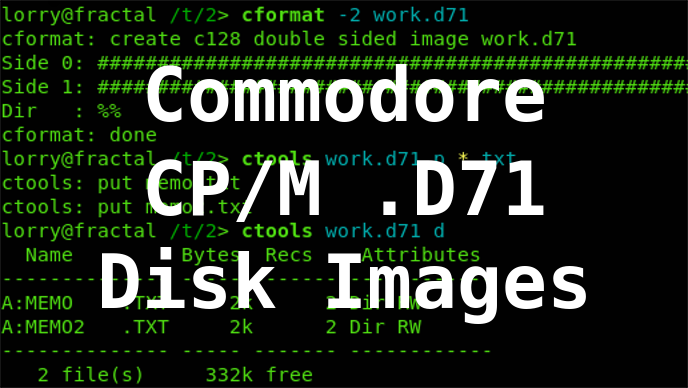 lorry@fractal /t/2> cformat -2 work.d71
cformat: create c128 double sided image work.d71
Side 0: #################################################
Side 1: #################################################
Dir   : %%
cformat: done
lorry@fractal /t/2> ctools work.d71 p *.txt
ctools: put memo.txt
ctools: put memo2.txt
lorry@fractal /t/2> ctools work.d71 d
Name Bytes Recs Attributes
-------------- ----- ------- ------------
A:MEMO .TXT 2k 2 Dir RW
A:MEMO2 .TXT 2k 2 Dir RW
-------------- ----- ------- ------------
2 file(s) 332k free
Commodore
CP/M .D71
Disk Images